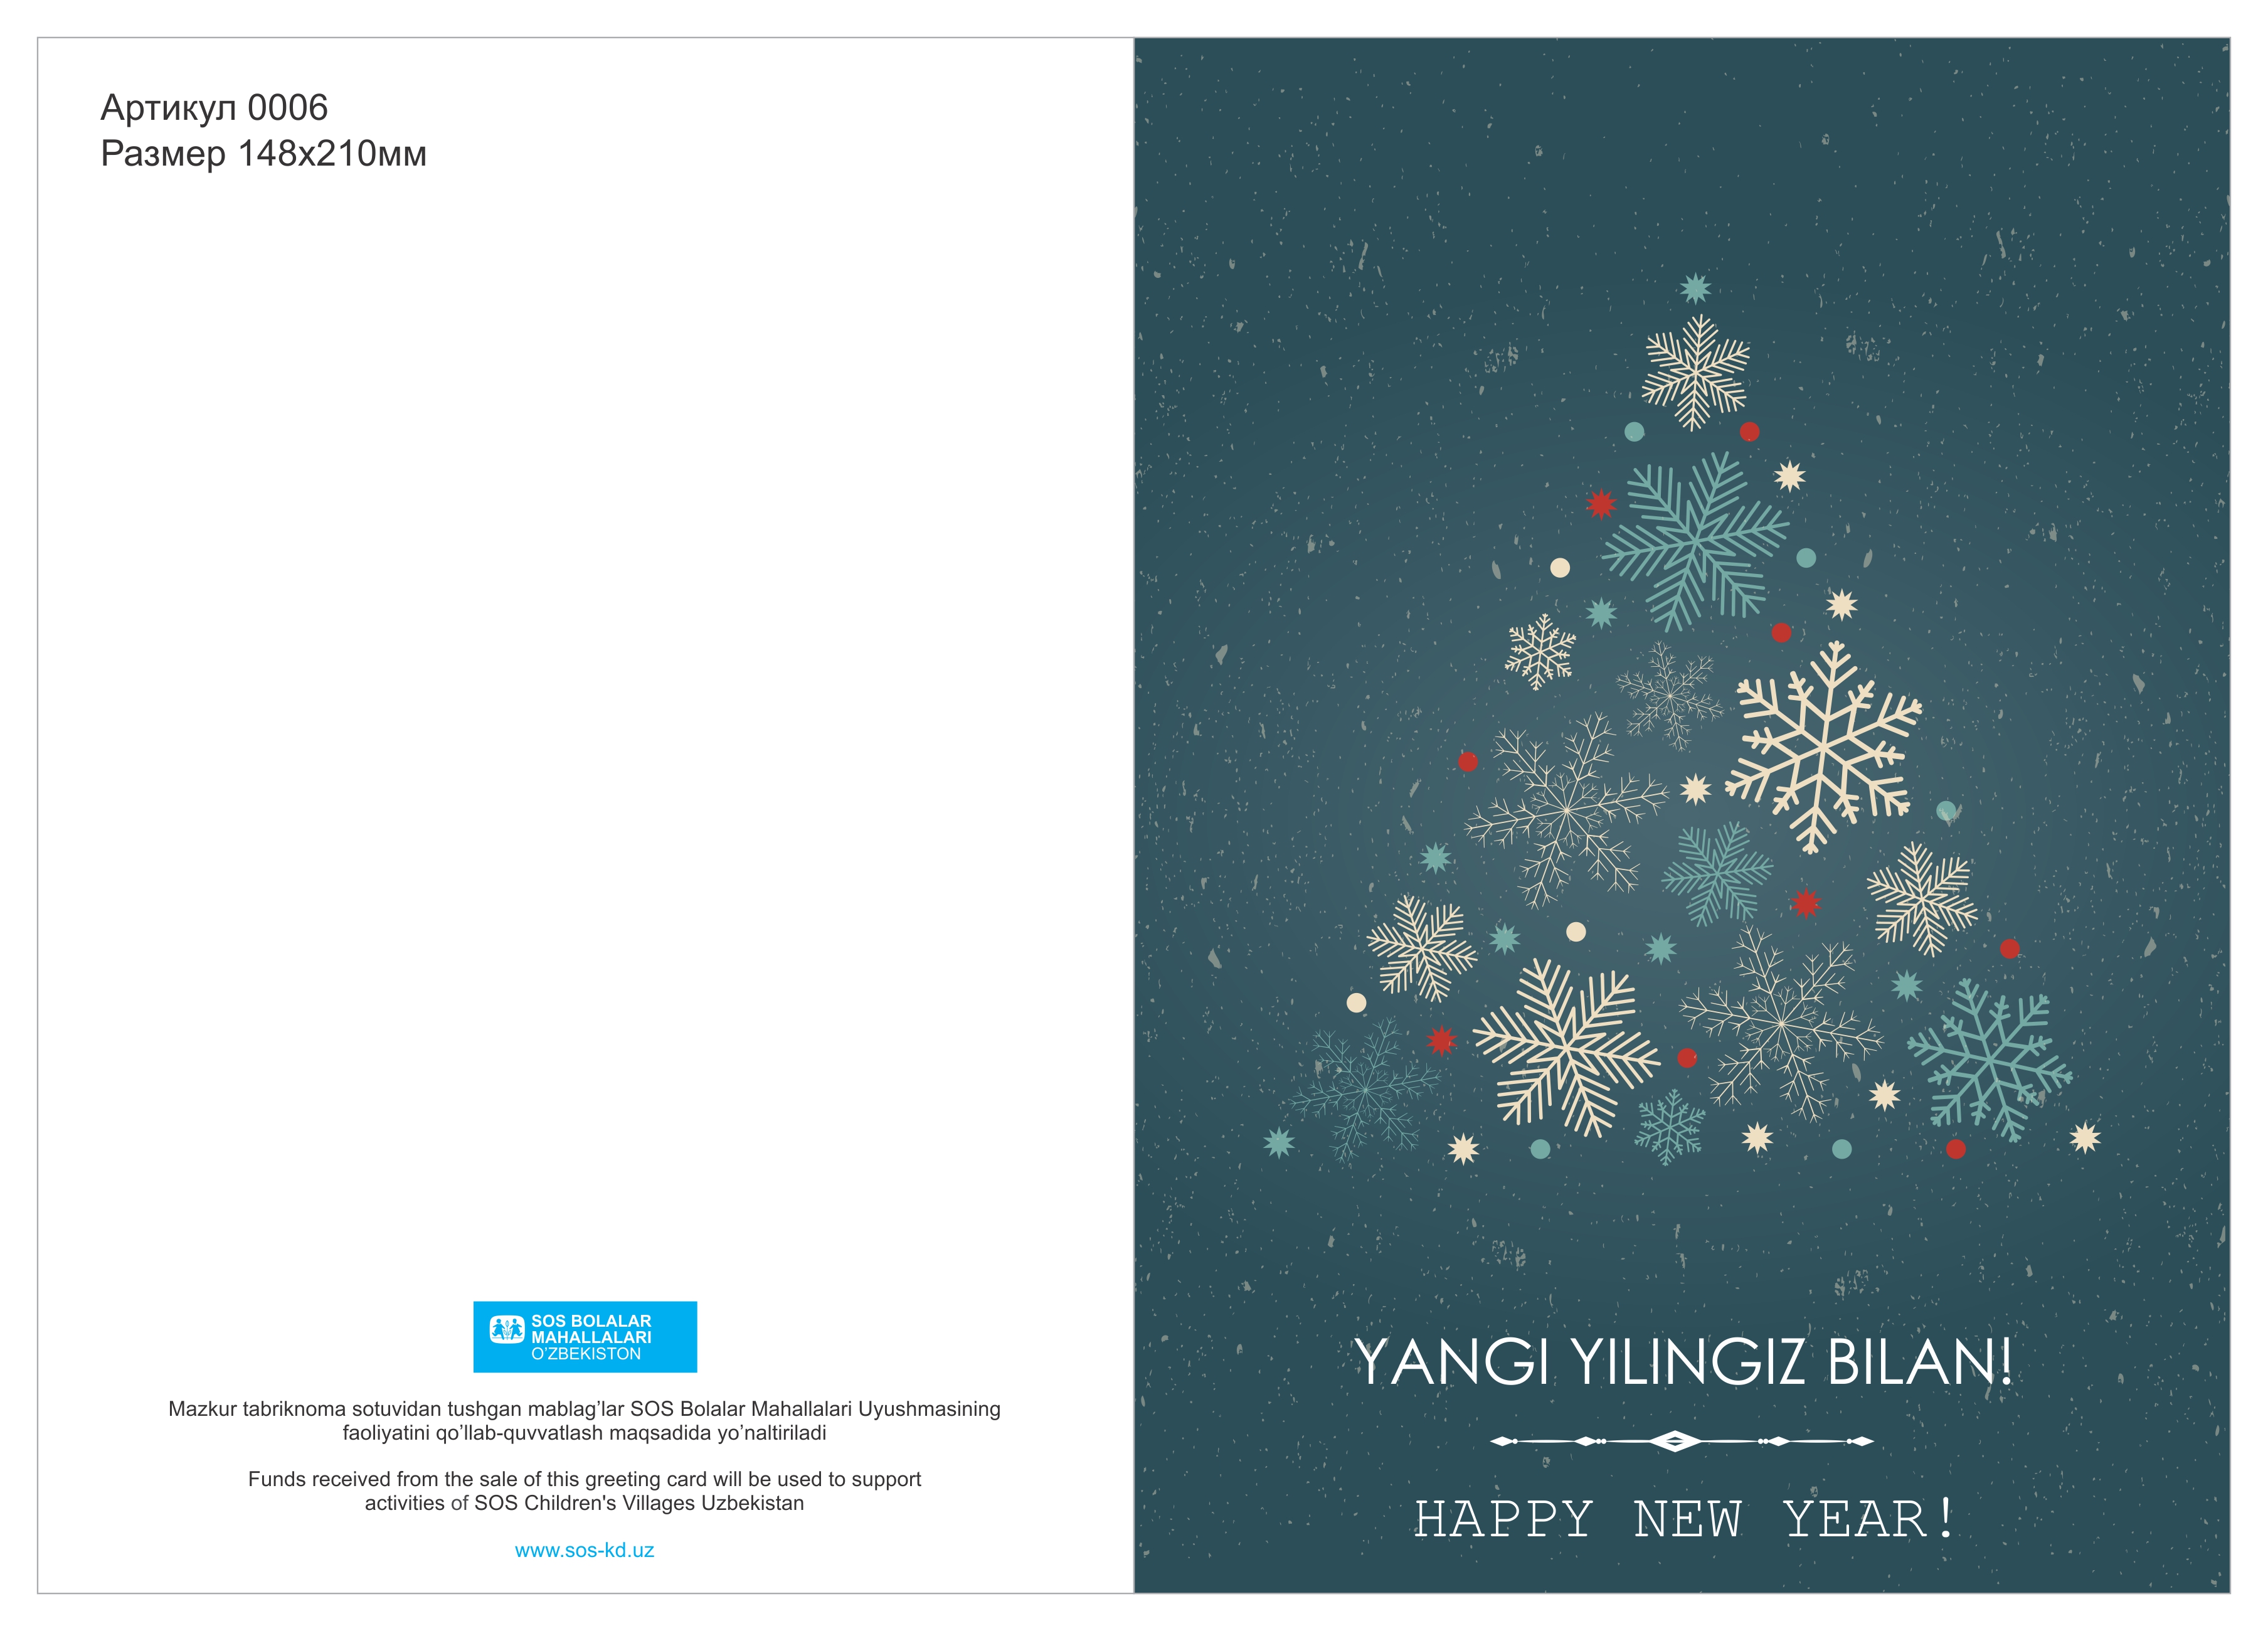 Артикул 0006
Размер 148х210мм
SOS BOLALAR
MAHALLALARI
O'ZBEKISTON
Mazkur tabriknoma sotuvidan tushgan mablag’lar SOS Bolalar Mahallalari Uyushmasining
faoliyatini qo’llab-quvvatlash maqsadida yo’naltiriladi
Funds received from the sale of this greeting card will be used to support
activities of SOS Children's Villages Uzbekistan
www.sos-kd.uz
YANGI YILINGIZ BILAN!
HAPPY NEW YEAR!